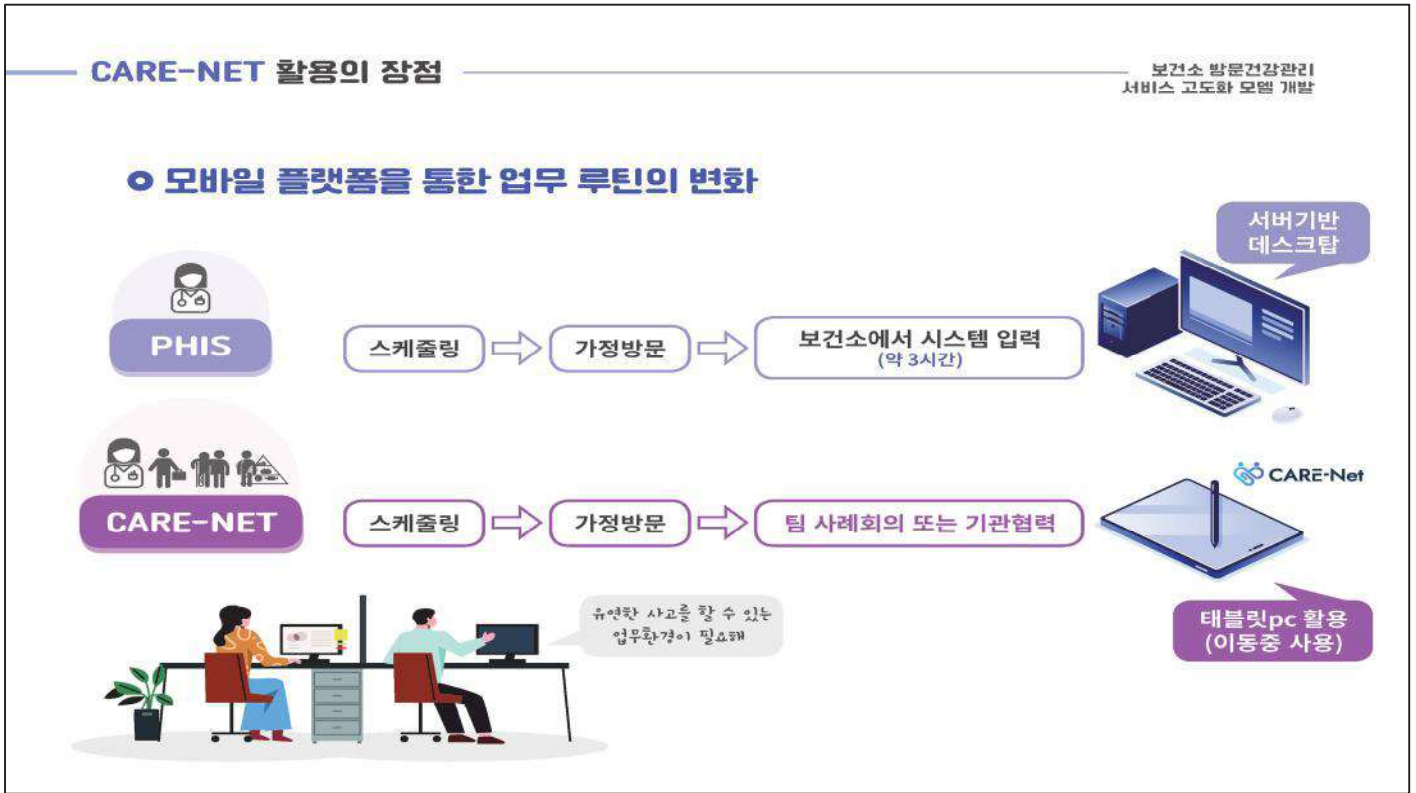 CARE-NET 활용의 장점
보건소 방문건강관리
서비스 고도화 모델 개발
모바일 플랫폼을 통한 업무 루틴의 변화
서버기반
데스크탑
PHIS
스케줄링
가정방문
보건소에서 시스템 입력
(약 3시간)
CARE-Net
CARE-NET
스케줄링
가정방문
팀 사례회의 또는 기관협력
유연한 사고를 할 수 있는
업무환경이 필요해
태블릿pc 활용
(이동중 사용)